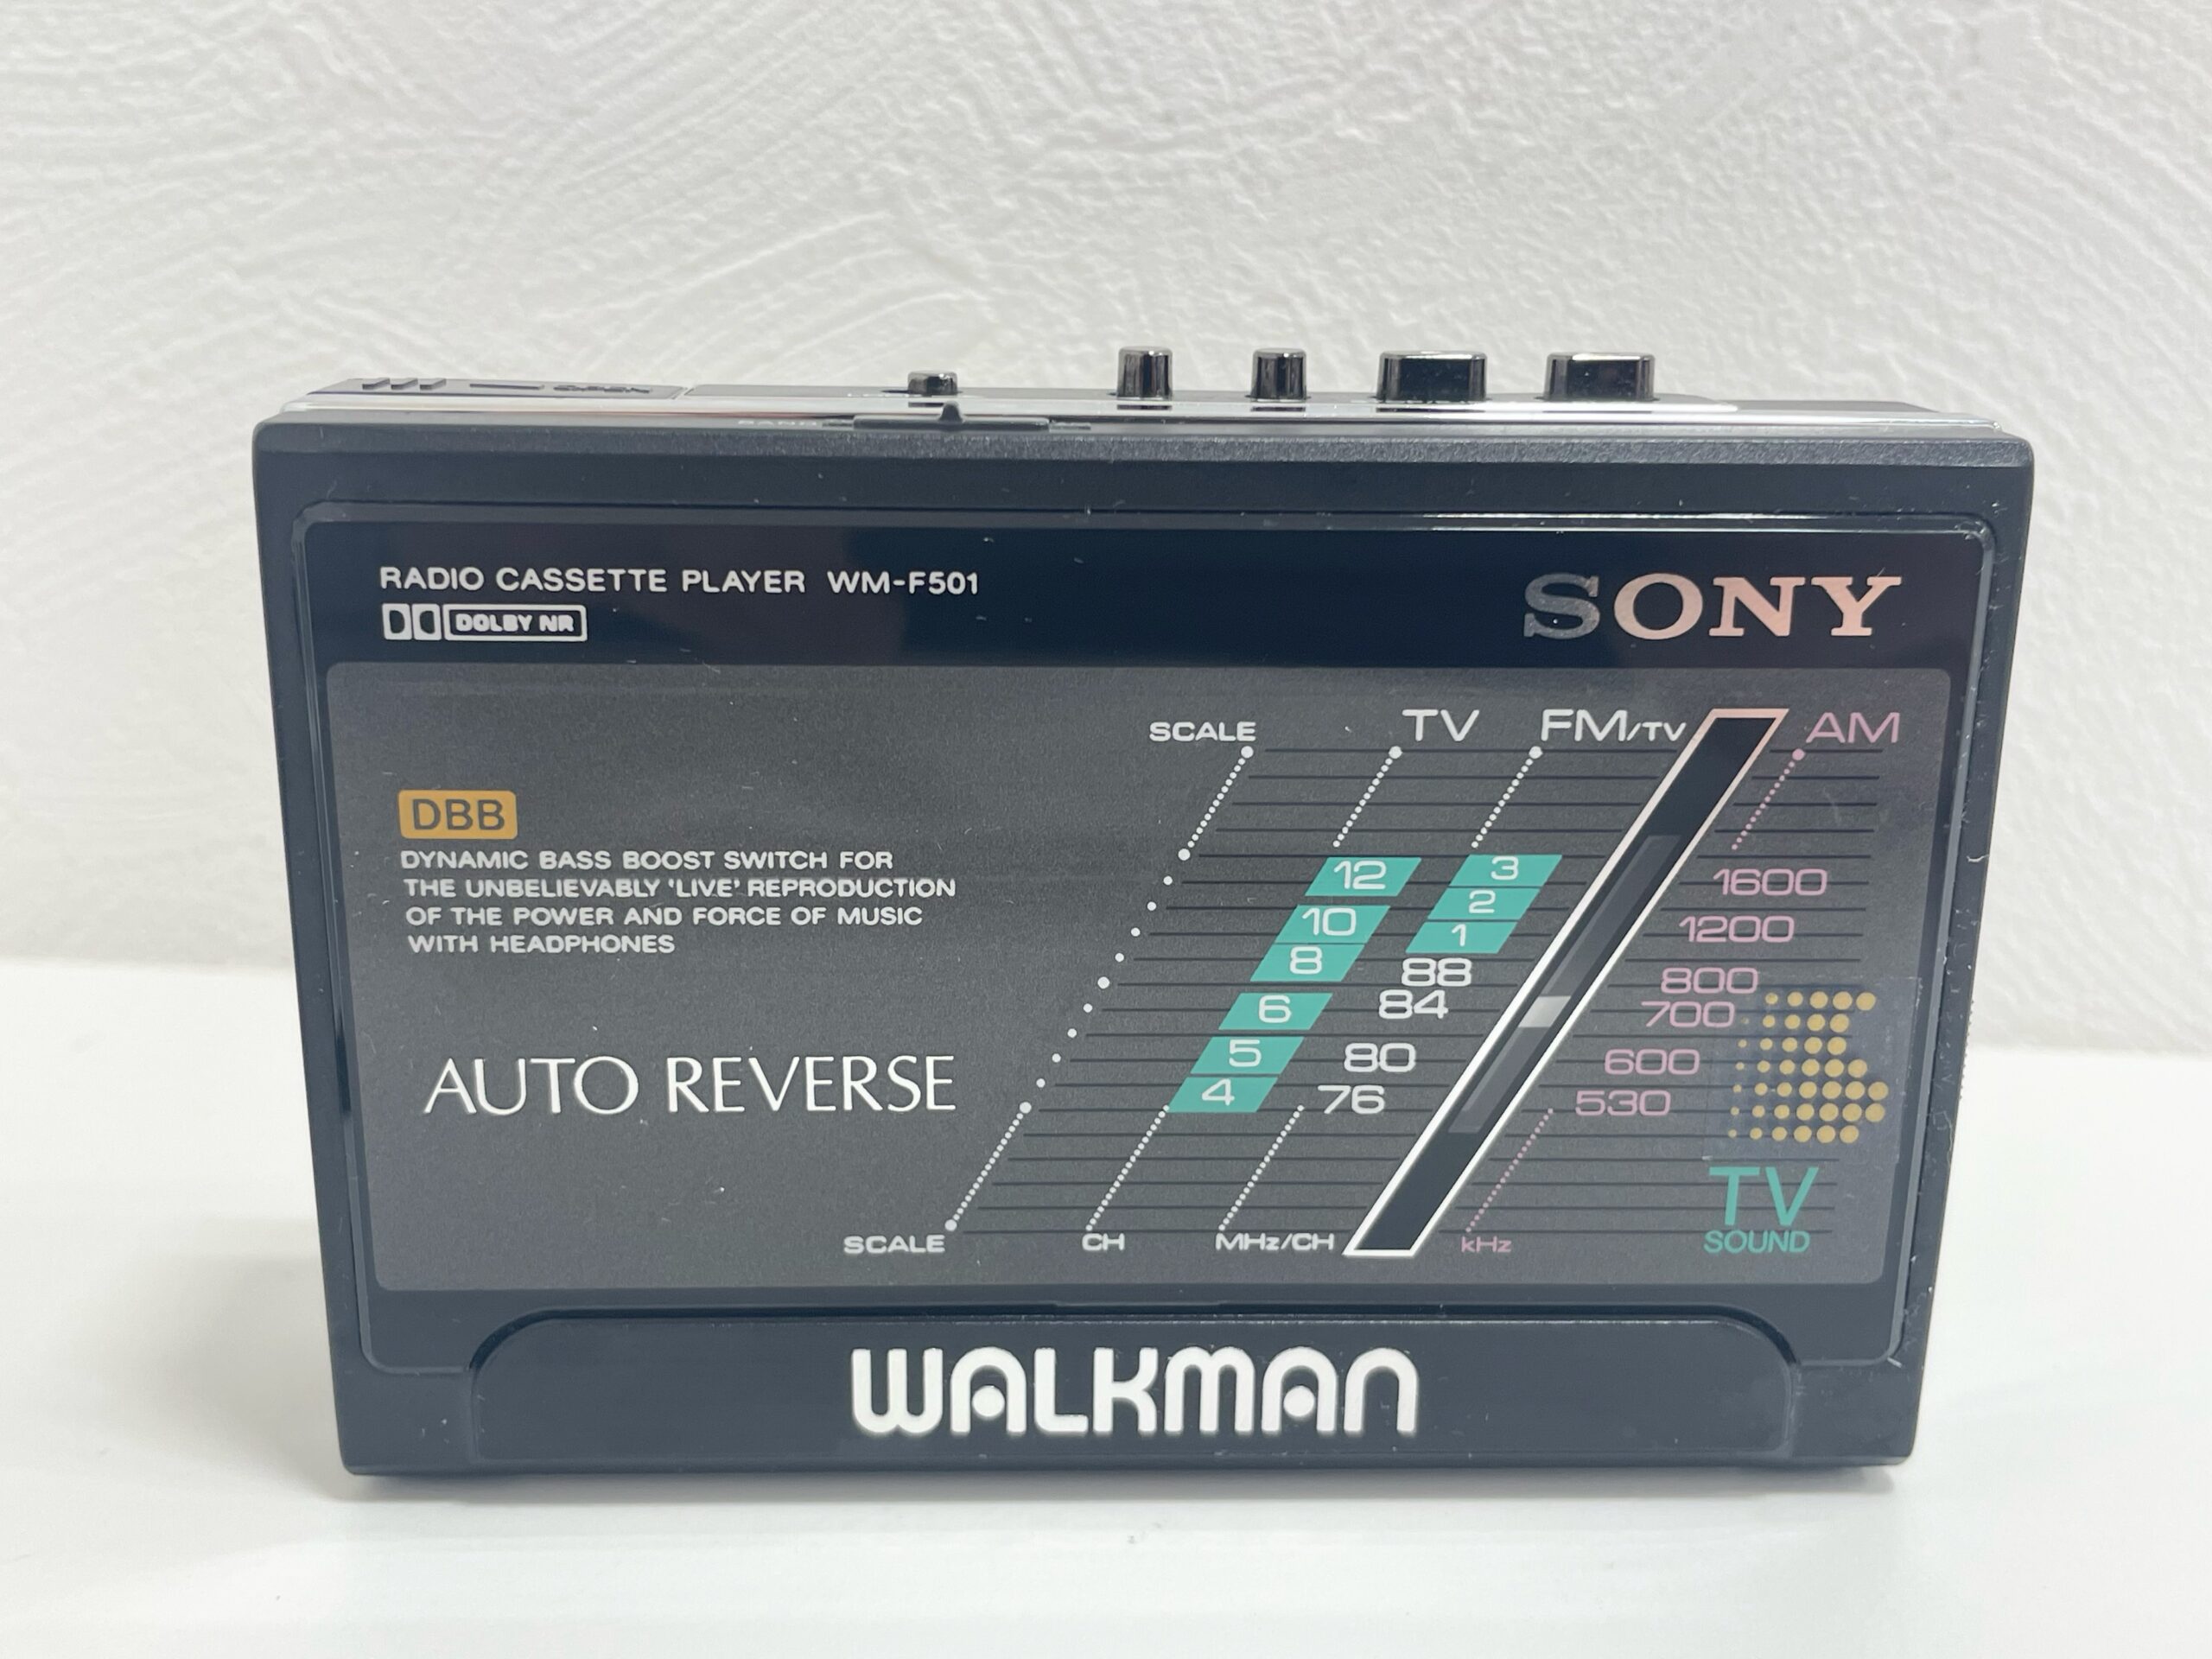 OPEN
BAND
RADIO CASSETTE PLAYER WM-F501
DOLBY NR
SONY
DBB
DYNAMIC BASS BOOST SWITCH FOR
THE UNBELIEVABLY 'LIVE' REPRODUCTION
OF THE POWER AND FORCE OF MUSIC
WITH HEADPHONES
AUTO REVERSE
SCALE TV FM/TV AM
12 3 1600
10 2 1200
8 1 800
6 88 700
5 84 600
4 80 530
76
SCALE CH MHz/CH kHz
TV
SOUND
WALKMAN